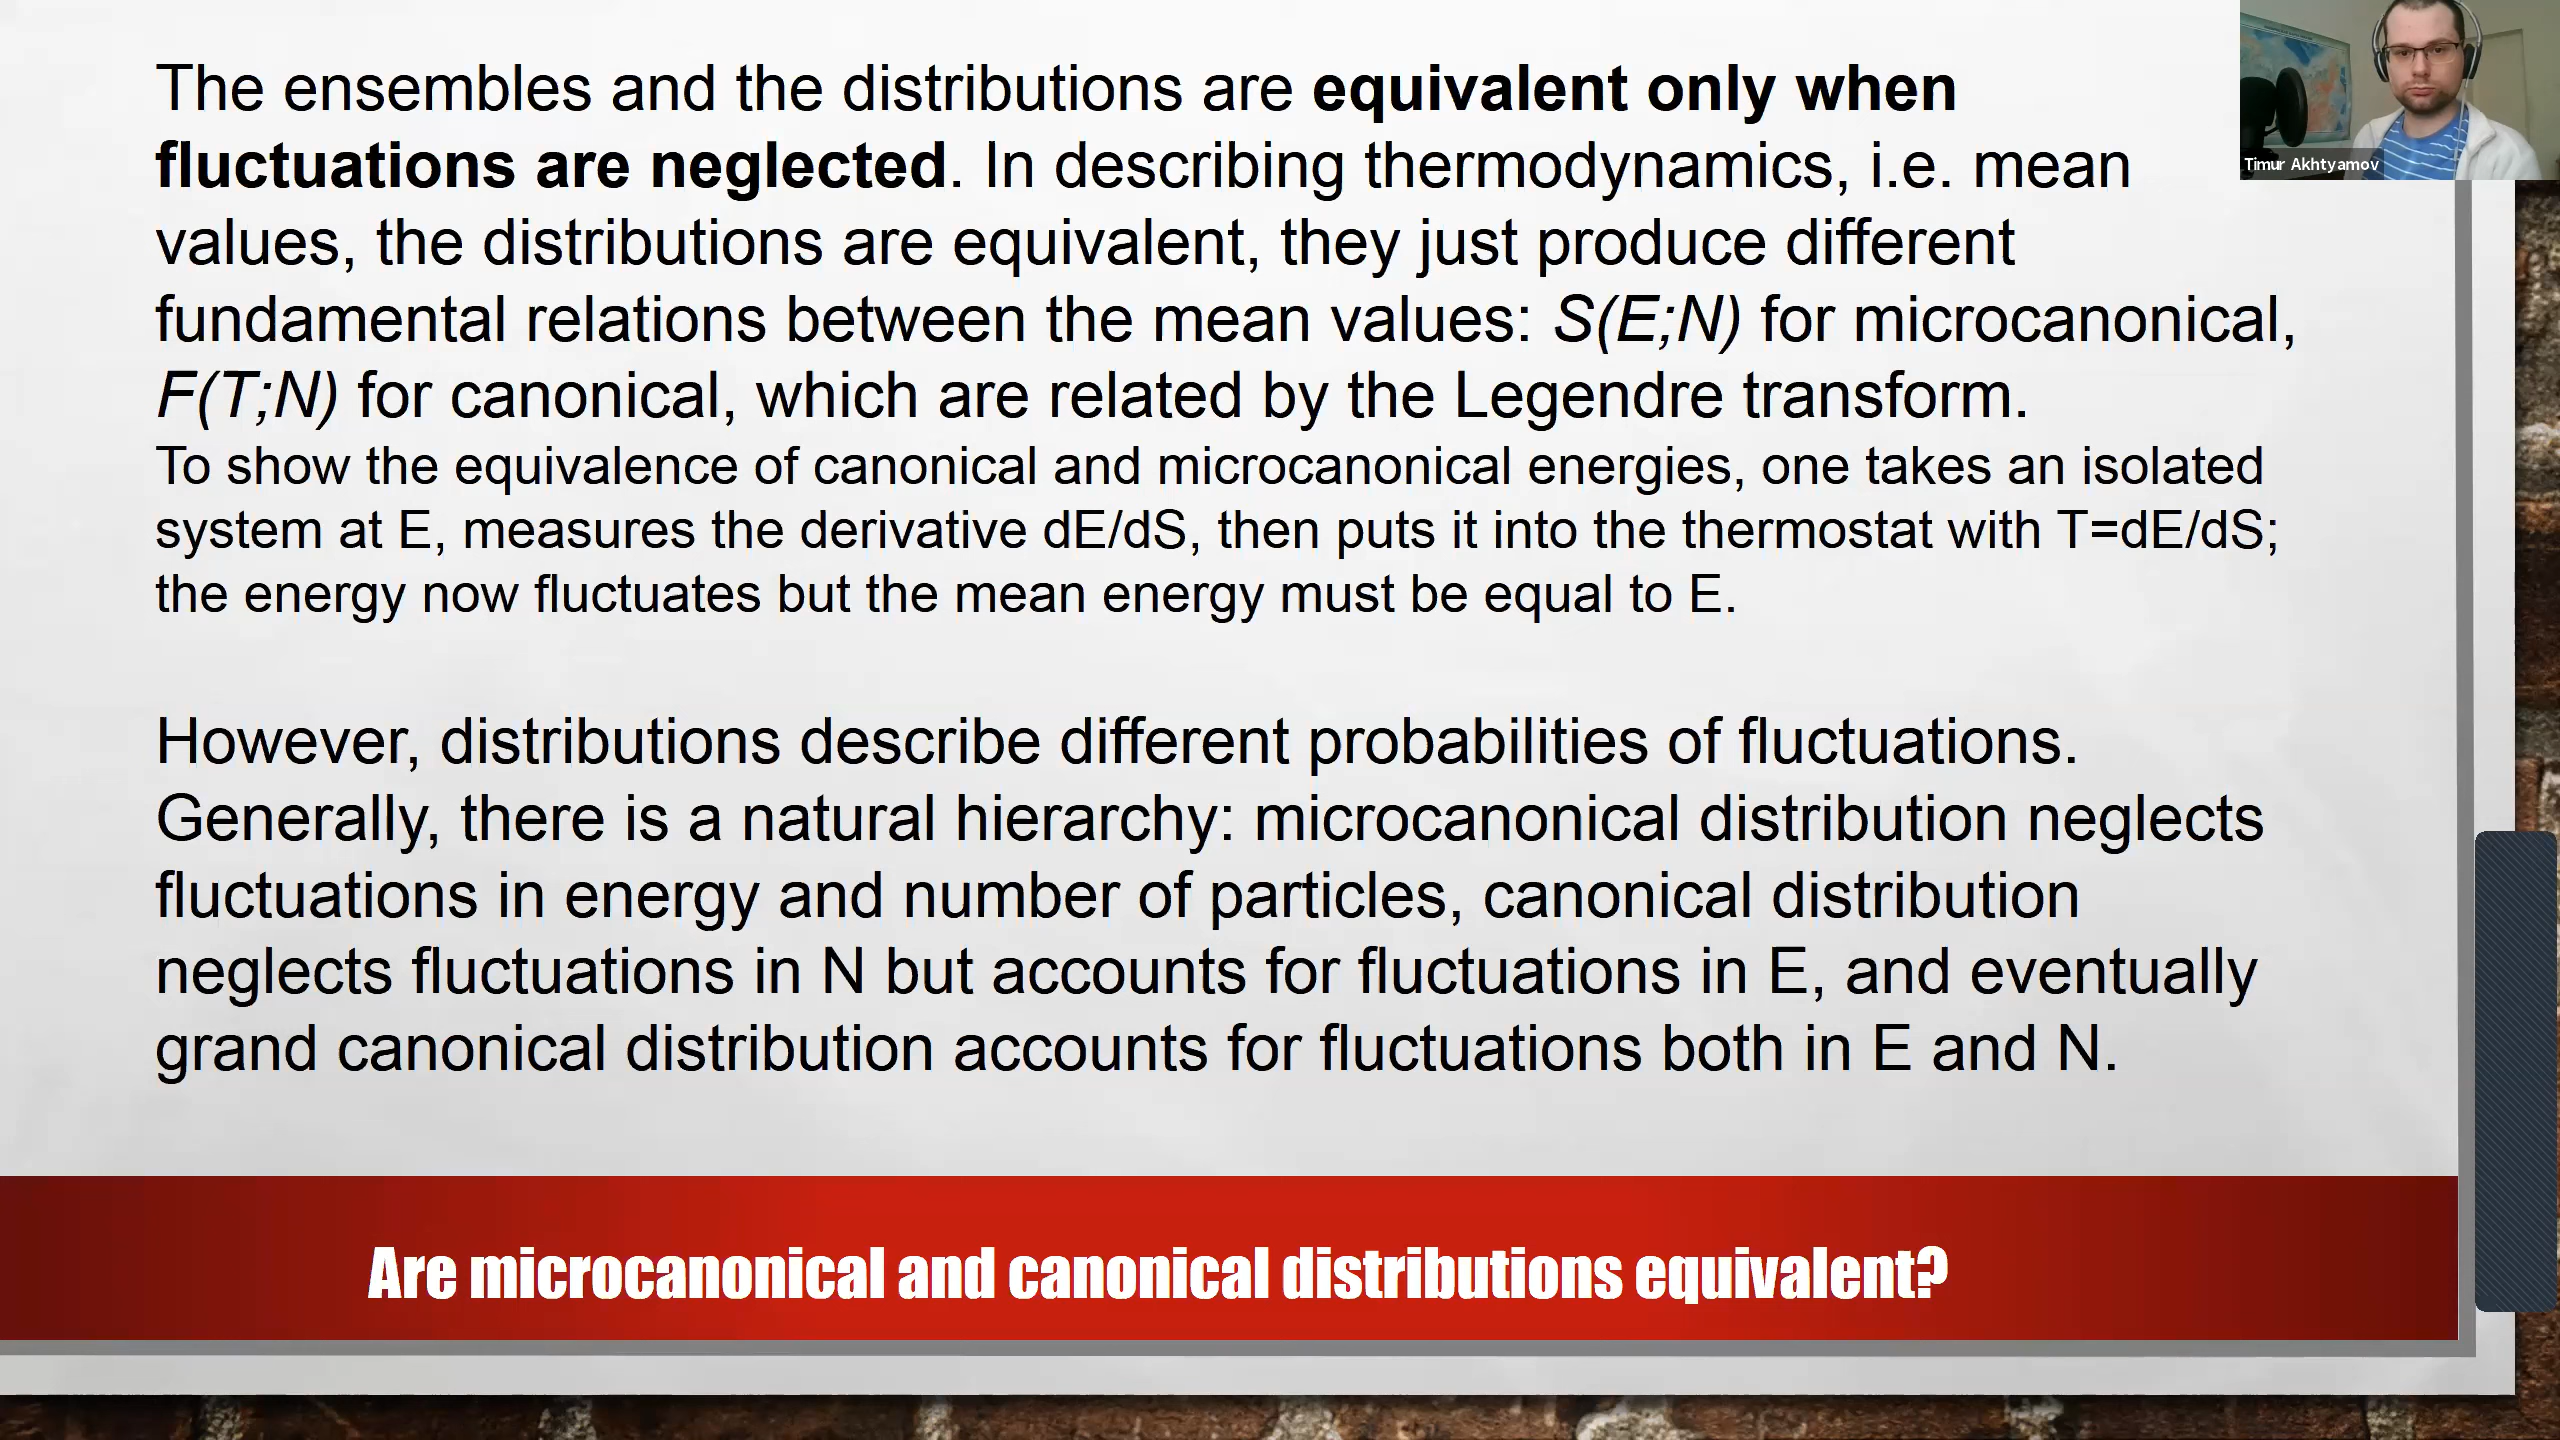 The ensembles and the distributions are equivalent only when
fluctuations are neglected. In describing thermodynamics, i.e. mean
values, the distributions are equivalent, they just produce different
fundamental relations between the mean values: S(E;N) for microcanonical,
F(T;N) for canonical, which are related by the Legendre transform.
To show the equivalence of canonical and microcanonical energies, one takes an isolated
system at E, measures the derivative dE/dS, then puts it into the thermostat with T=dE/dS;
the energy now fluctuates but the mean energy must be equal to E.
However, distributions describe different probabilities of fluctuations.
Generally, there is a natural hierarchy: microcanonical distribution neglects
fluctuations in energy and number of particles, canonical distribution
neglects fluctuations in N but accounts for fluctuations in E, and eventually
grand canonical distribution accounts for fluctuations both in E and N.
Are microcanonical and canonical distributions equivalent?
Timur Akhtyamov